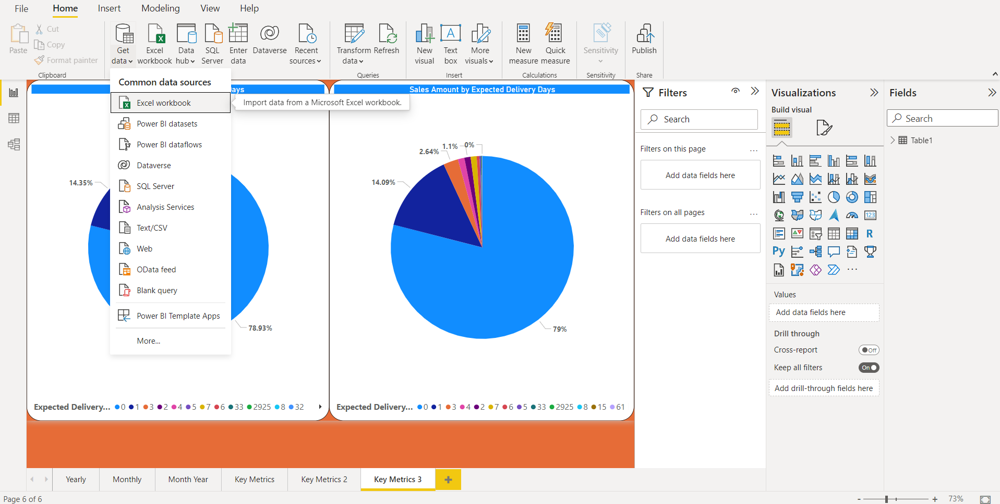 File Home Insert Modeling View Help
Paste
Cut
Copy
Format painter
Clipboard
Get data
Excel workbook
Data hub
SQL Server
Enter data
Dataverse
Recent sources
Transform data
Refresh
Queries
New visual
Text box
More visuals
Insert
New measure
Quick measure
Calculations
Sensitivity
Sensitivity
Publish
Share
Common data sources
Excel workbook
Power BI datasets
Power BI dataflows
Dataverse
SQL Server
Analysis Services
Text/CSV
Web
OData feed
Blank query
Power BI Template Apps
More...
Import data from a Microsoft Excel workbook.
ays
14.35%
78.93%
Expected Delivery... 0 1 3 2 4 5 7 6 33 2925 8 32
Sales Amount by Expected Delivery Days
0%
1.1%
2.64%
14.09%
79%
Expected Delivery... 0 1 3 4 2 7 6 5 33 2925 8 15 61
Filters
Search
Filters on this page ...
Add data fields here
Filters on all pages ...
Add data fields here
Visualizations
Build visual
123
R
Py
...
Values
Add data fields here
Drill through
Cross-report Off
Keep all filters On
Add drill-through fields here
Fields
Search
Table1
Yearly Monthly Month Year Key Metrics Key Metrics 2 Key Metrics 3 +
Page 6 of 6
- + 73%